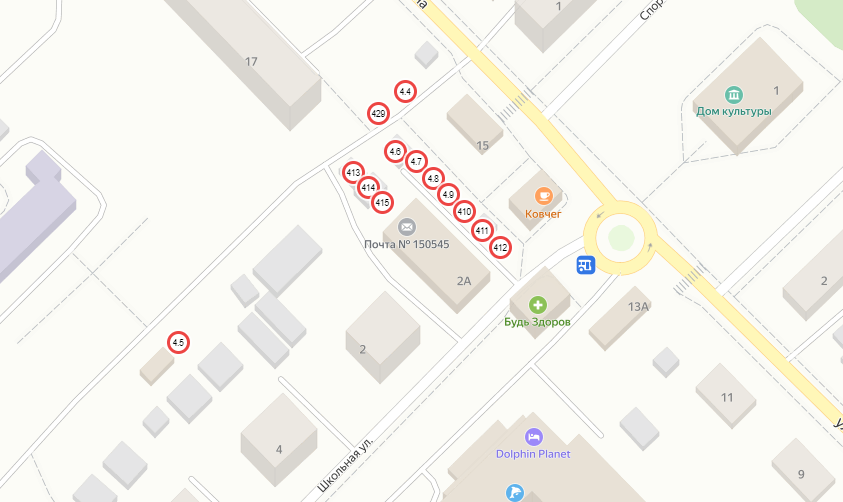 на
1
Спор
17
4.4
429
1
Дом культуры
15
4.6
4.7
413
4.8
414
4.9
415
410
Ковчег
411
Почта № 150545
412
2А
2
Будь Здоров
13А
4.5
2
11
4
Dolphin Planet
Школьная ул.
9
у